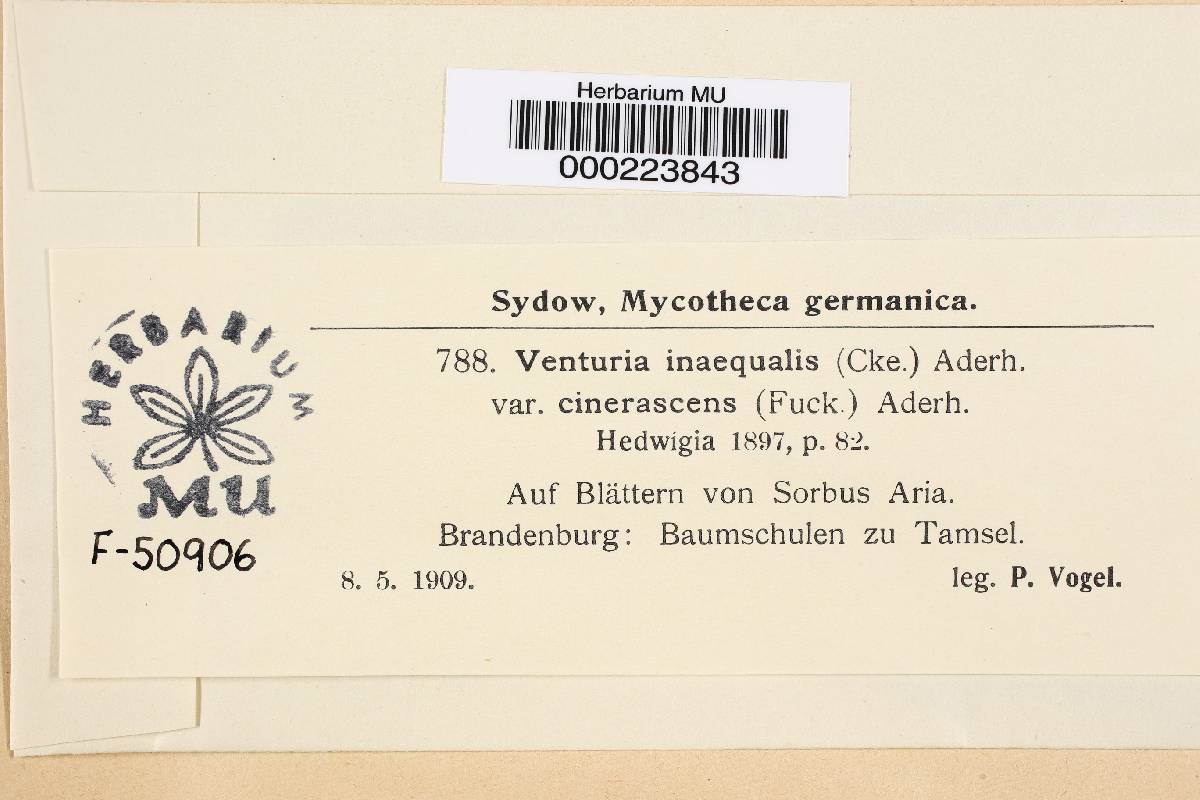 Herbarium MU
000223843
Sydow, Mycotheca germanica.
788. Venturia inaequalis (Cke.) Aderh.
var. cinerascens (Fuck.) Aderh.
Hedwigia 1897, p. 82.
Auf Blättern von Sorbus Aria.
Brandenburg: Baumschulen zu Tamsel.
8. 5. 1909. leg. P. Vogel.
HERBARIUM
MU
F-50906